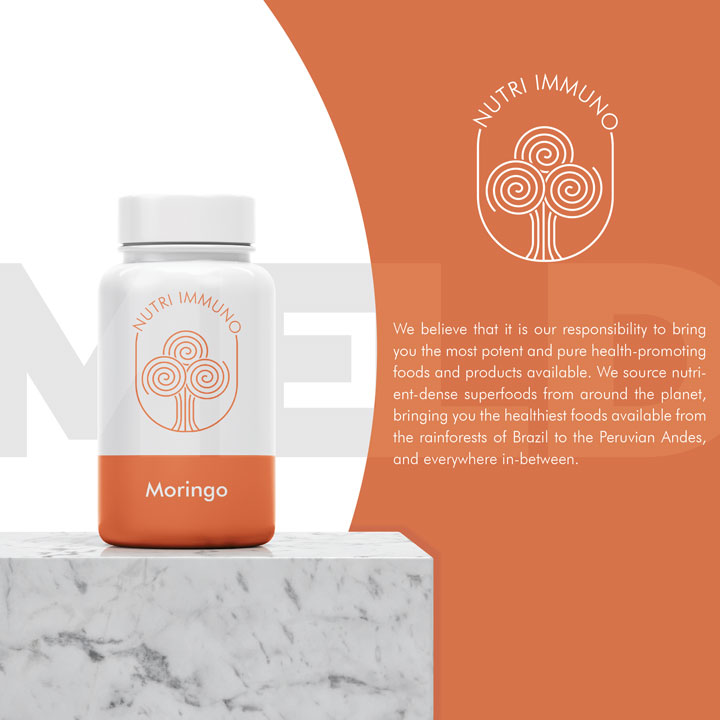 NUTRI IMMUNO
NUTRI IMMUNO
Moringo
We believe that it is our responsibility to bring
you the most potent and pure health-promoting
foods and products available. We source nutri-
ent-dense superfoods from around the planet,
bringing you the healthiest foods available from
the rainforests of Brazil to the Peruvian Andes,
and everywhere in-between.